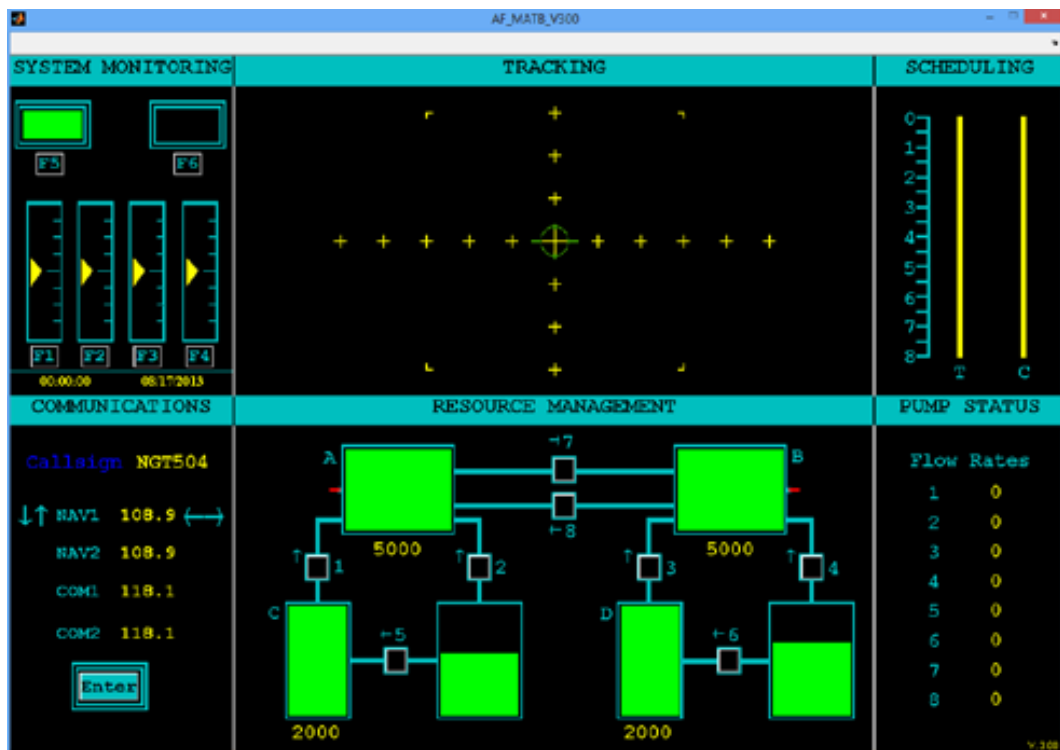 AF_MATB_V300
SYSTEM MONITORING
F5 F6
F1 F2 F3 F4
00:00:00 08/17/2013
TRACKING
SCHEDULING
0
1
2
3
4
5
6
7
8
T C
COMMUNICATIONS
Callsign NGT504
↓↑ NAV1 108.9 ←→
NAV2 108.9
COM1 118.1
COM2 118.1
Enter
RESOURCE MANAGEMENT
←7
A B
←8
5000 5000
↑ 1 ↑ 2 ↑ 3 ↑ 4
C D
←5 ←6
2000 2000
PUMP STATUS
Flow Rates
1 0
2 0
3 0
4 0
5 0
6 0
7 0
8 0